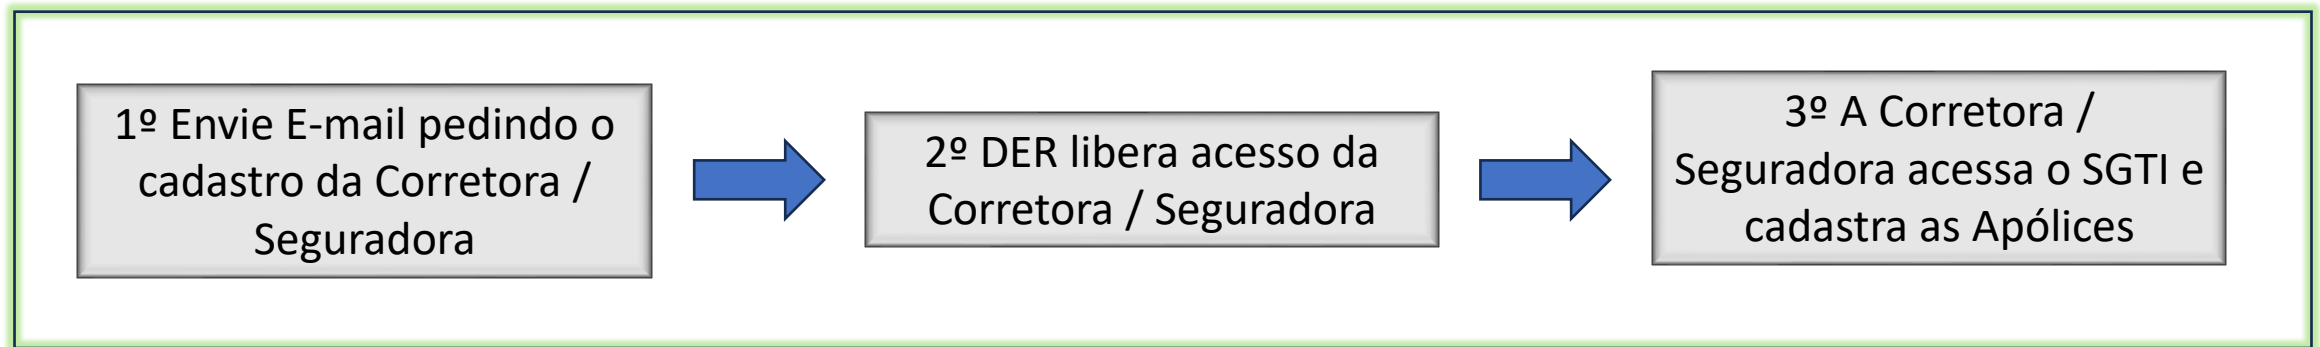 1º Envie E-mail pedindo o
cadastro da Corretora /
Seguradora
2º DER libera acesso da
Corretora / Seguradora
3º A Corretora /
Seguradora acessa o SGTI e
cadastra as Apólices